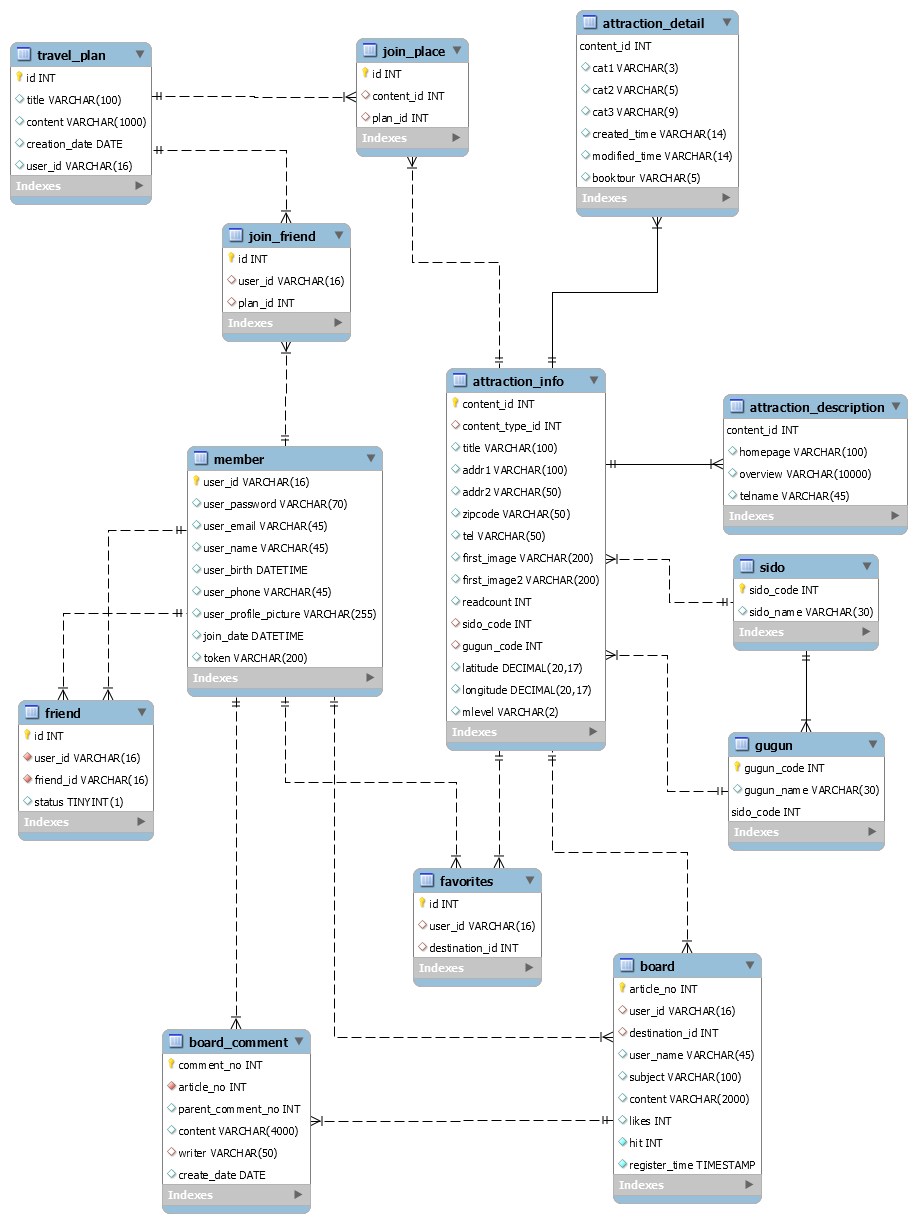 travel_plan
id INT
title VARCHAR(100)
content VARCHAR(1000)
creation_date DATE
user_id VARCHAR(16)
Indexes
join_place
id INT
content_id INT
plan_id INT
Indexes
attraction_detail
content_id INT
cat1 VARCHAR(3)
cat2 VARCHAR(5)
cat3 VARCHAR(9)
created_time VARCHAR(14)
modified_time VARCHAR(14)
booktour VARCHAR(5)
Indexes
join_friend
id INT
user_id VARCHAR(16)
plan_id INT
Indexes
attraction_info
content_id INT
content_type_id INT
title VARCHAR(100)
addr1 VARCHAR(100)
addr2 VARCHAR(50)
zipcode VARCHAR(50)
tel VARCHAR(50)
first_image VARCHAR(200)
first_image2 VARCHAR(200)
readcount INT
sido_code INT
gugun_code INT
latitude DECIMAL(20,17)
longitude DECIMAL(20,17)
mlevel VARCHAR(2)
Indexes
attraction_description
content_id INT
homepage VARCHAR(100)
overview VARCHAR(10000)
telname VARCHAR(45)
Indexes
member
user_id VARCHAR(16)
user_password VARCHAR(70)
user_email VARCHAR(45)
user_name VARCHAR(45)
user_birth DATETIME
user_phone VARCHAR(45)
user_profile_picture VARCHAR(255)
join_date DATETIME
token VARCHAR(200)
Indexes
sido
sido_code INT
sido_name VARCHAR(30)
Indexes
friend
id INT
user_id VARCHAR(16)
friend_id VARCHAR(16)
status TINYINT(1)
Indexes
gugun
gugun_code INT
gugun_name VARCHAR(30)
sido_code INT
Indexes
favorites
id INT
user_id VARCHAR(16)
destination_id INT
Indexes
board
article_no INT
user_id VARCHAR(16)
destination_id INT
user_name VARCHAR(45)
subject VARCHAR(100)
content VARCHAR(2000)
likes INT
hit INT
register_time TIMESTAMP
Indexes
board_comment
comment_no INT
article_no INT
parent_comment_no INT
content VARCHAR(4000)
writer VARCHAR(50)
create_date DATE
Indexes